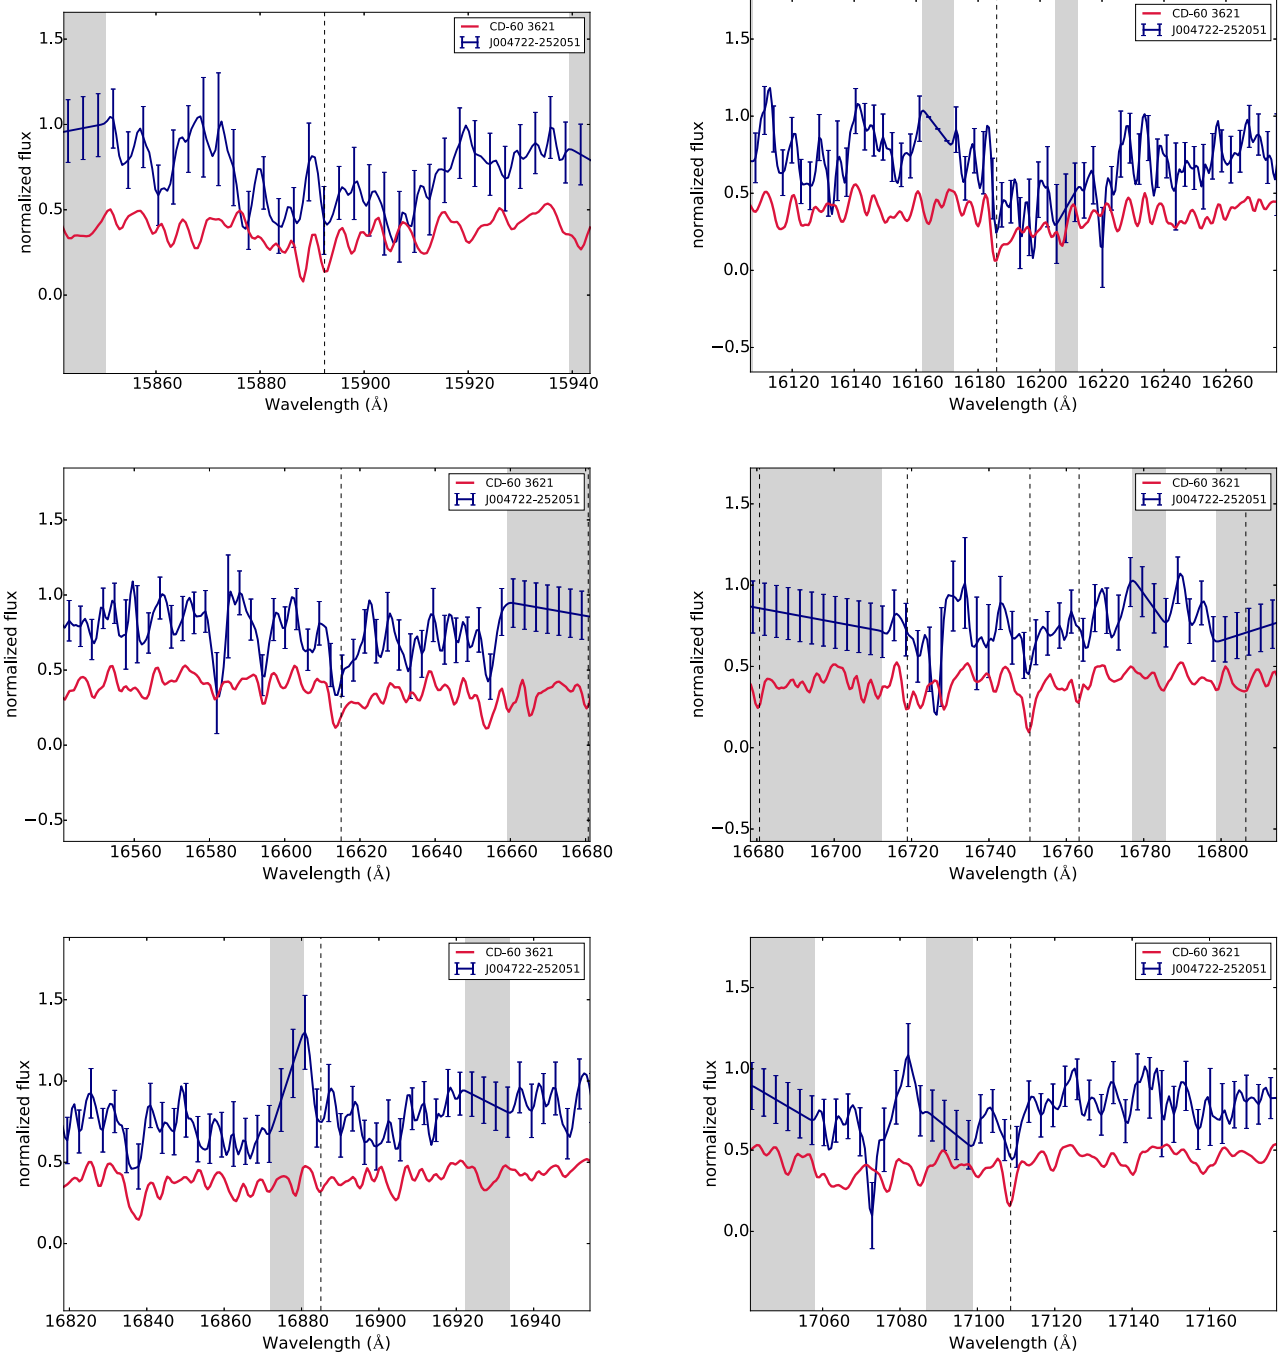 CD-60 3621
J004722-252051
1.5
1.0
0.5
0.0
normalized flux
15860 15880 15900 15920 15940
Wavelength (Å)
CD-60 3621
J004722-252051
1.5
1.0
0.5
0.0
−0.5
normalized flux
16120 16140 16160 16180 16200 16220 16240 16260
Wavelength (Å)
CD-60 3621
J004722-252051
1.5
1.0
0.5
0.0
−0.5
normalized flux
16560 16580 16600 16620 16640 16660 16680
Wavelength (Å)
CD-60 3621
J004722-252051
1.5
1.0
0.5
0.0
−0.5
normalized flux
16680 16700 16720 16740 16760 16780 16800
Wavelength (Å)
CD-60 3621
J004722-252051
1.5
1.0
0.5
0.0
normalized flux
16820 16840 16860 16880 16900 16920 16940
Wavelength (Å)
CD-60 3621
J004722-252051
1.5
1.0
0.5
0.0
normalized flux
17060 17080 17100 17120 17140 17160
Wavelength (Å)